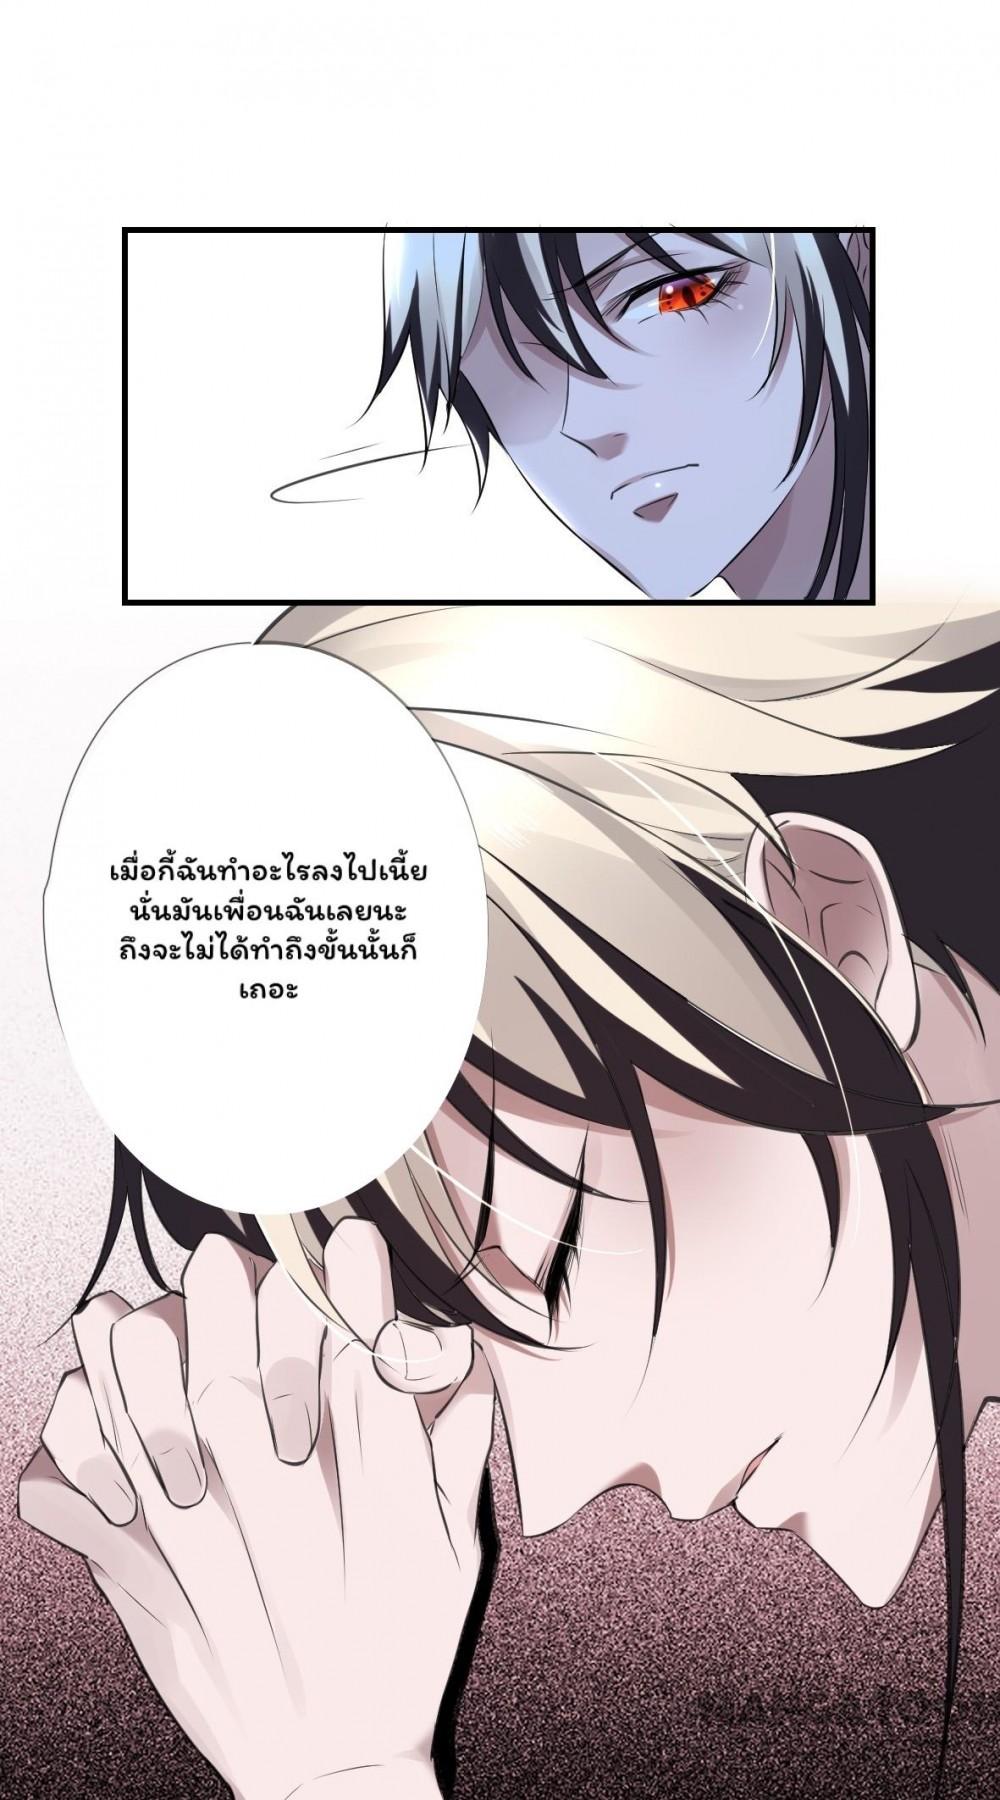 เมื่อกี้ฉันทำอะไรลงไปเนี้ย
นั่นมันเพื่อนฉันเลยนะ
ถึงจะไม่ได้ทำถึงขั้นนั้นก็
เถอะ